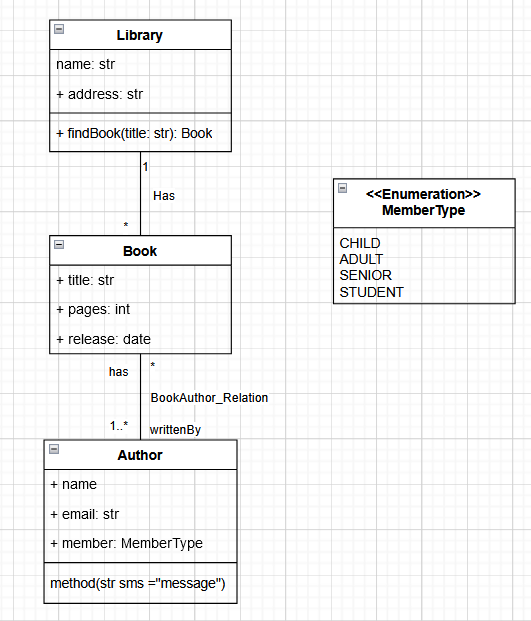 Library
name: str
+ address: str
+ findBook(title: str): Book
1
Has
*
<<Enumeration>>
MemberType
CHILD
ADULT
SENIOR
STUDENT
Book
+ title: str
+ pages: int
+ release: date
has
*
BookAuthor_Relation
1..*
writtenBy
Author
+ name
+ email: str
+ member: MemberType
method(str sms ="message")